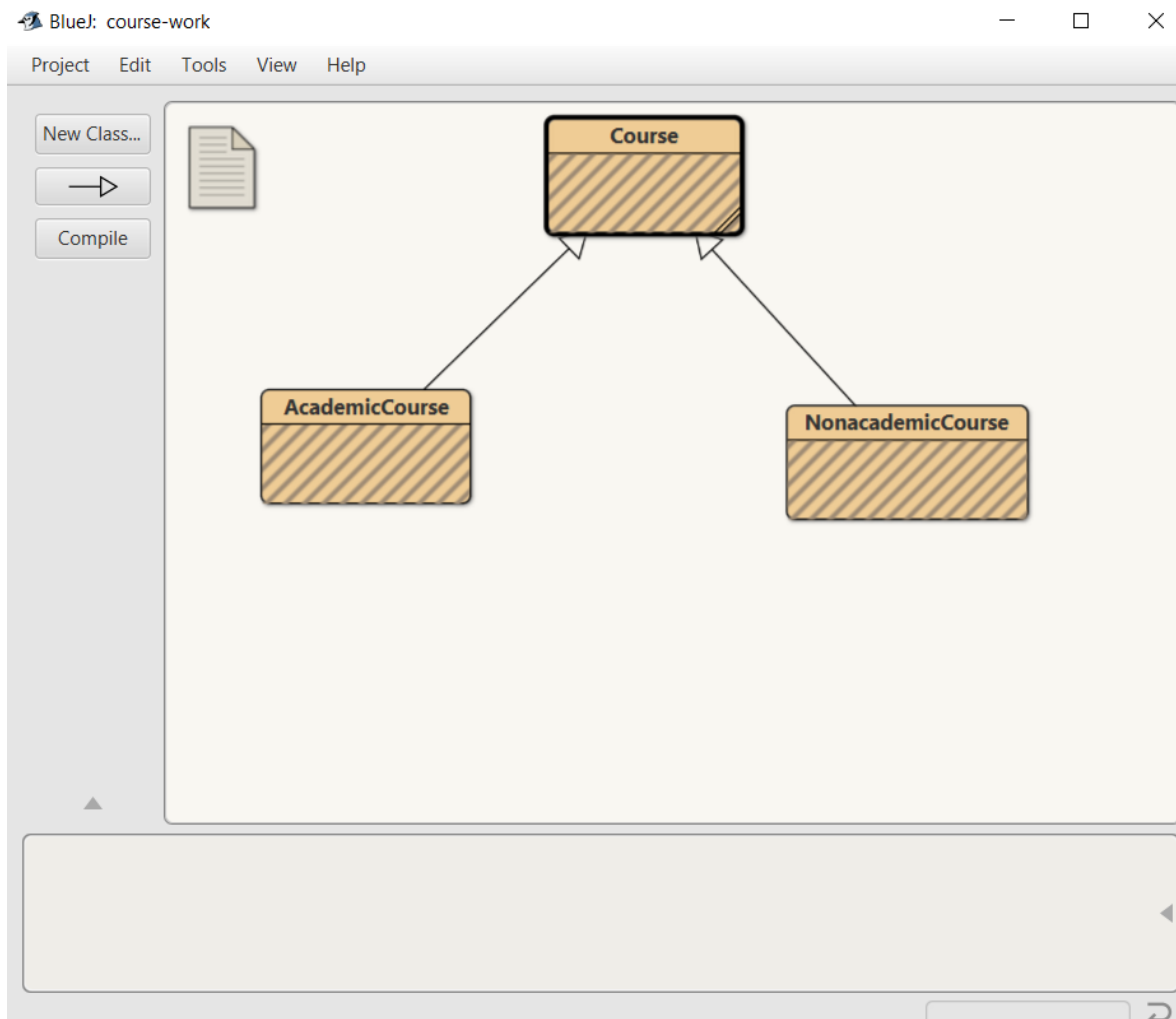 BlueJ: course-work
Project Edit Tools View Help
New Class...
Compile
Course
AcademicCourse
NonacademicCourse